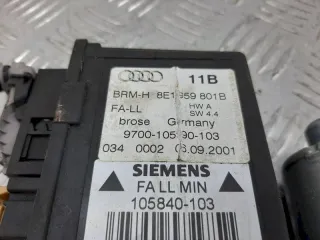 11B
BRM-H 8E1 959 801B
FA-LL HW A
SW 4.4
brose Germany
9700-105 90-103
034 0002 .09.2001
SIEMENS
FA LL MIN
105840-103